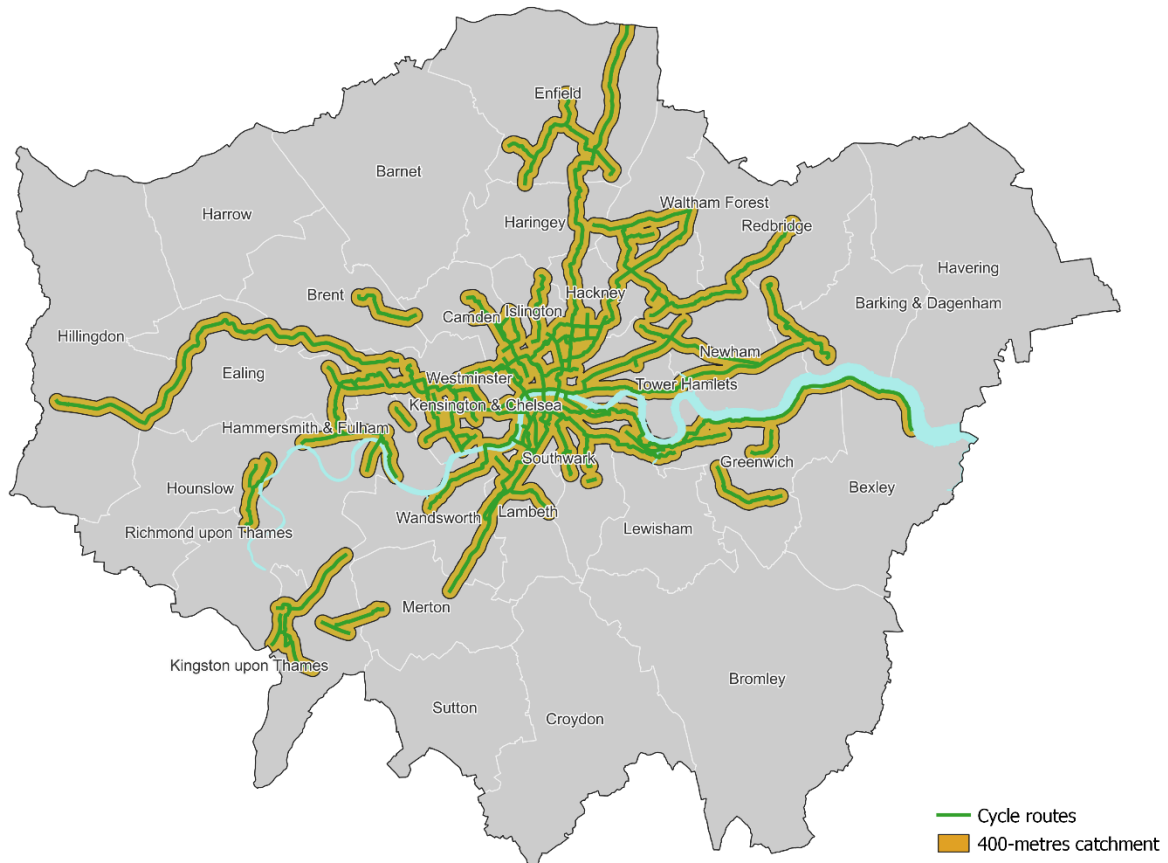 Enfield
Barnet
Waltham Forest
Harrow
Haringey
Redbridge
Havering
Brent
Hackney
Barking & Dagenham
Islington
Camden
Hillingdon
Newham
Ealing
Westminster
Tower Hamlets
Kensington & Chelsea
Hammersmith & Fulham
Southwark
Greenwich
Hounslow
Bexley
Lambeth
Wandsworth
Lewisham
Richmond upon Thames
Merton
Kingston upon Thames
Bromley
Sutton
Croydon
Cycle routes
400-metres catchment